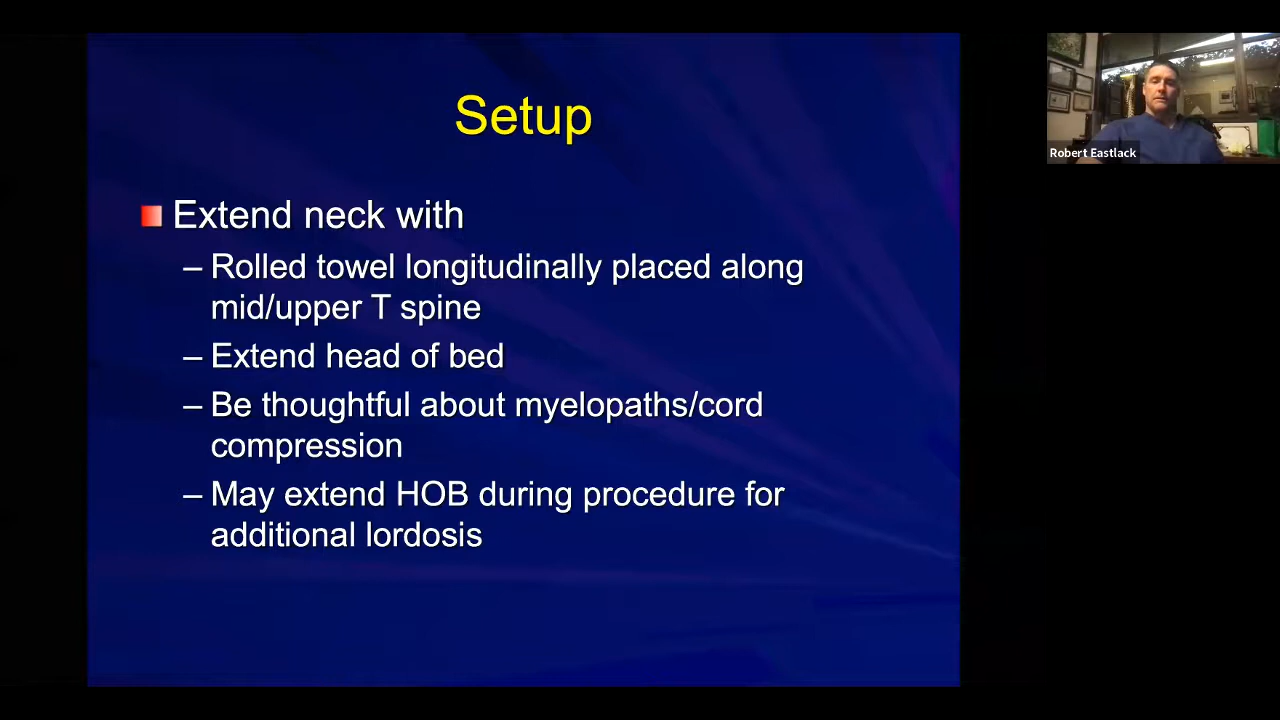 Setup
Extend neck with
– Rolled towel longitudinally placed along
mid/upper T spine
– Extend head of bed
– Be thoughtful about myelopaths/cord
compression
– May extend HOB during procedure for
additional lordosis
Robert Eastlack